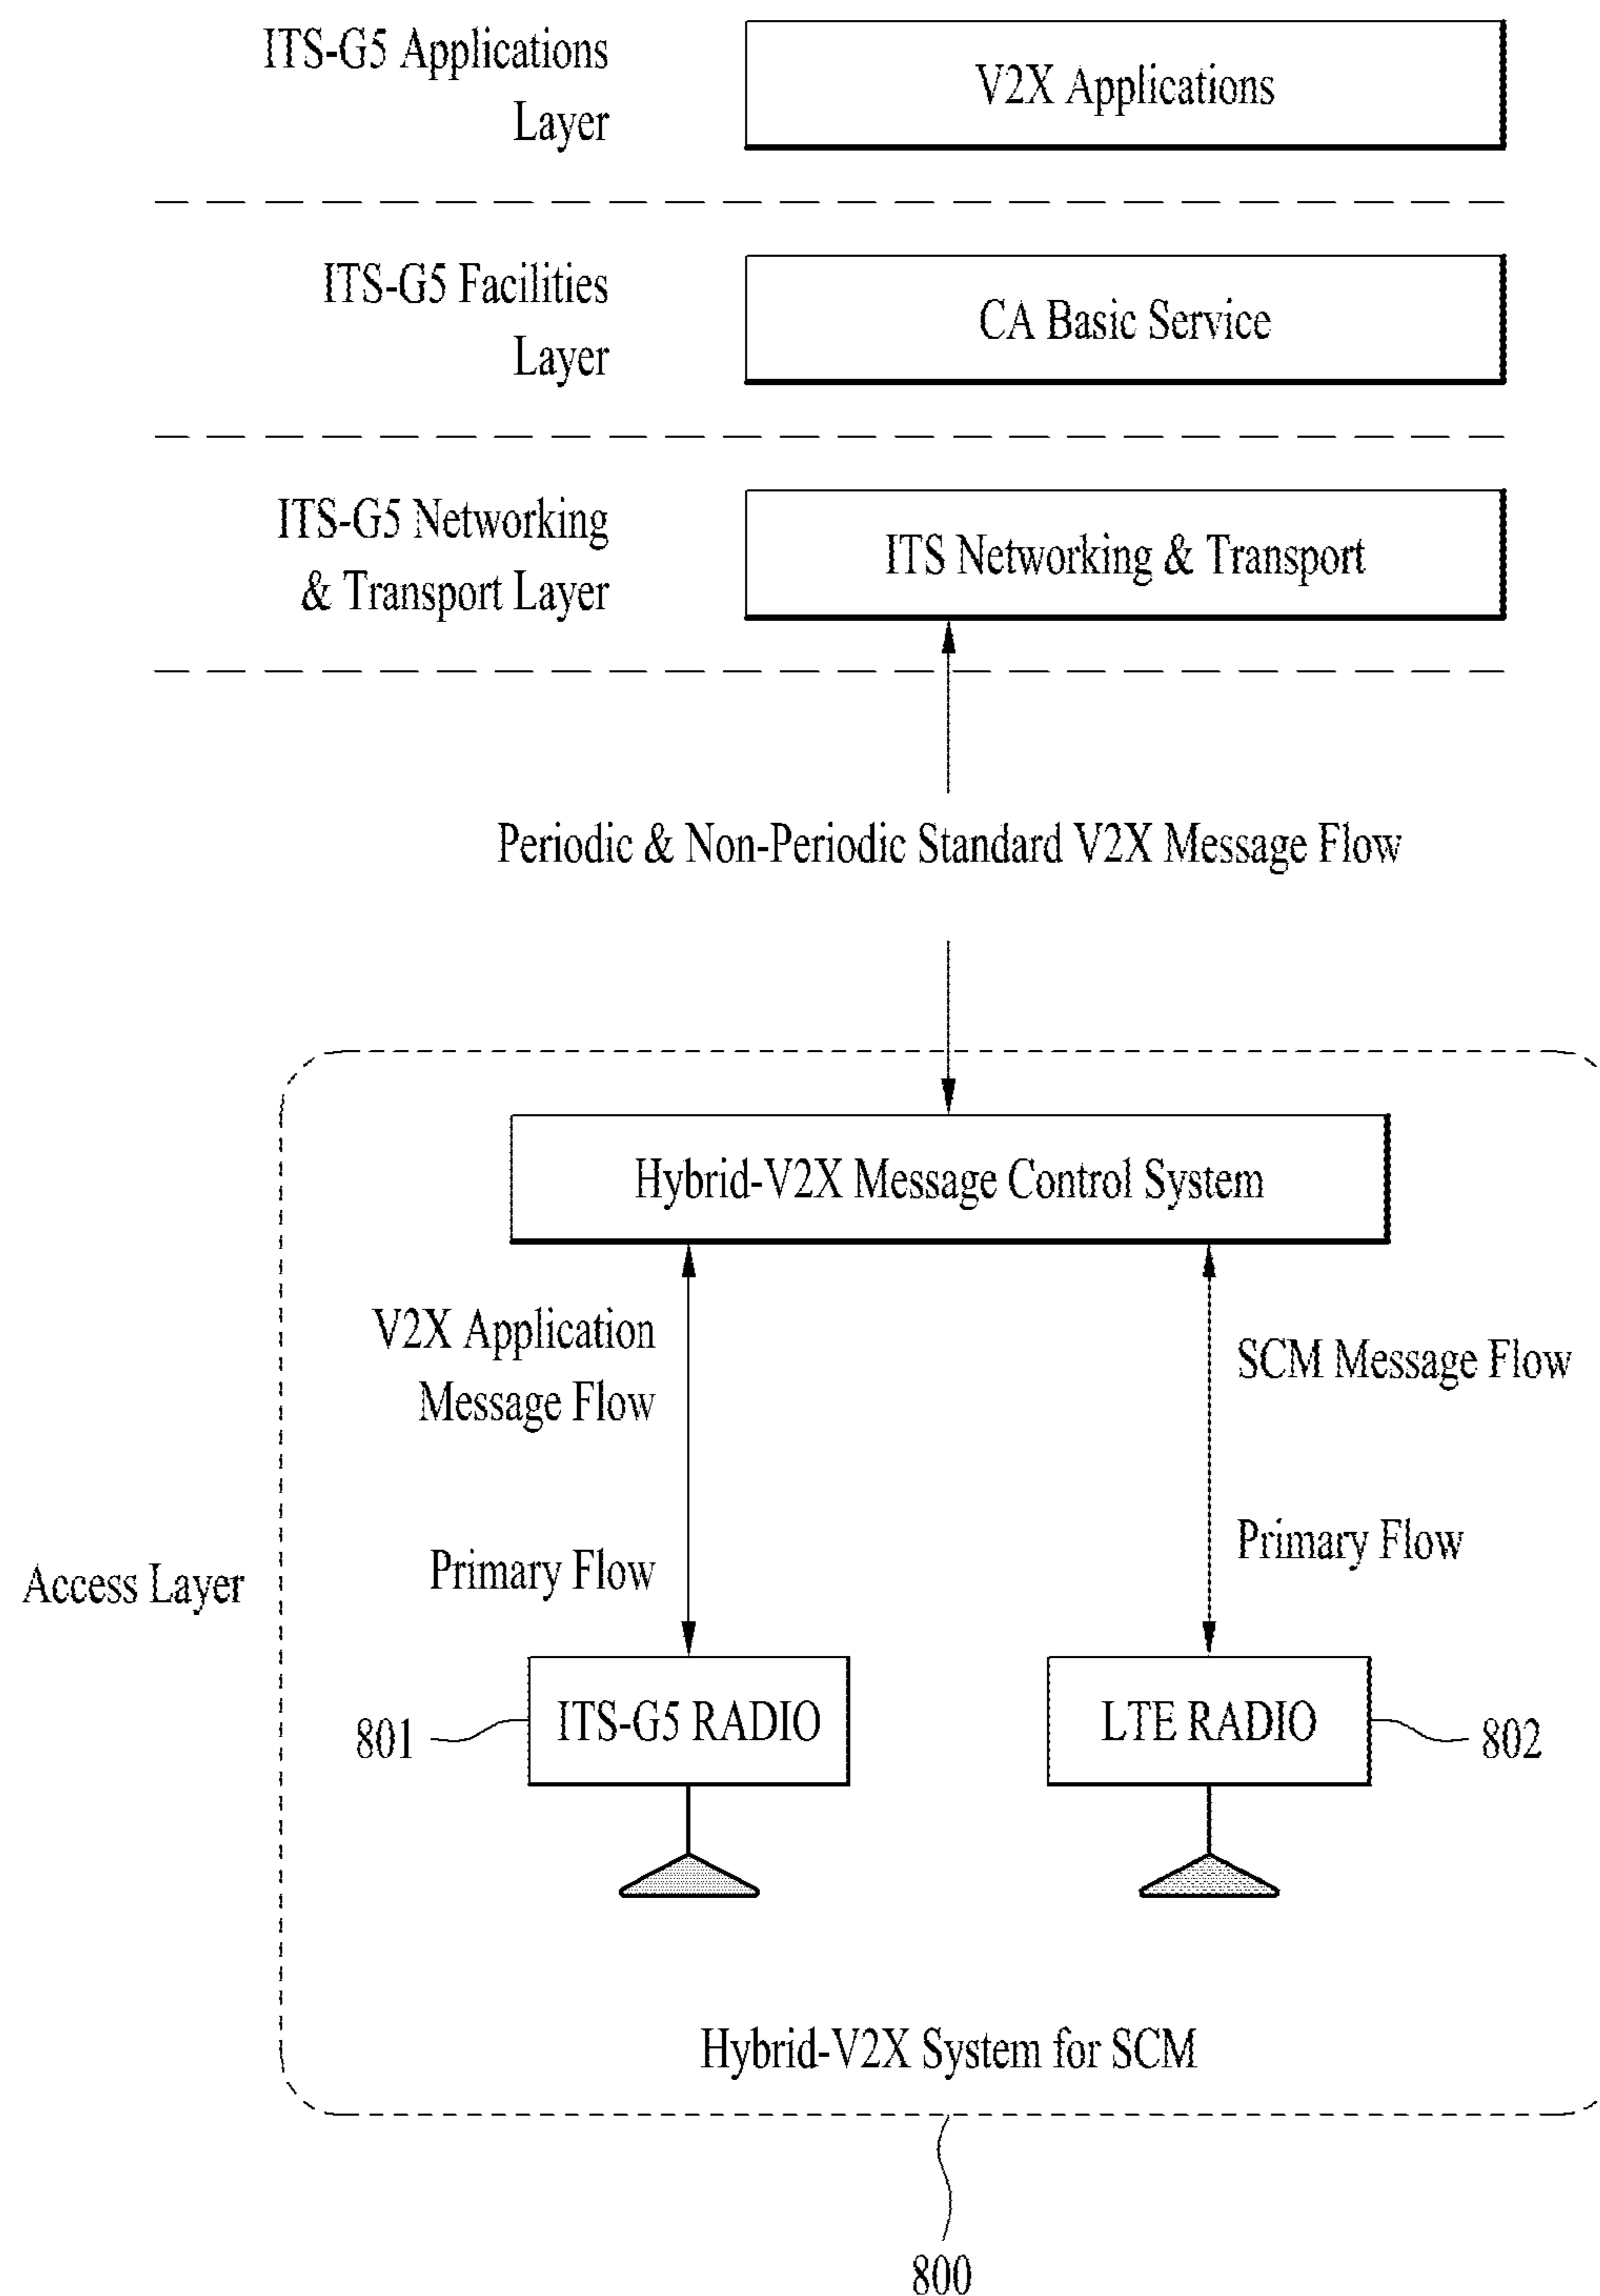 ITS-G5 Applications
Layer
V2X Applications
ITS-G5 Facilities
Layer
CA Basic Service
ITS-G5 Networking
& Transport Layer
ITS Networking & Transport
Periodic & Non-Periodic Standard V2X Message Flow
Hybrid-V2X Message Control System
V2X Application
Message Flow
SCM Message Flow
Primary Flow
Primary Flow
Access Layer
ITS-G5 RADIO
LTE RADIO
801
802
Hybrid-V2X System for SCM
800